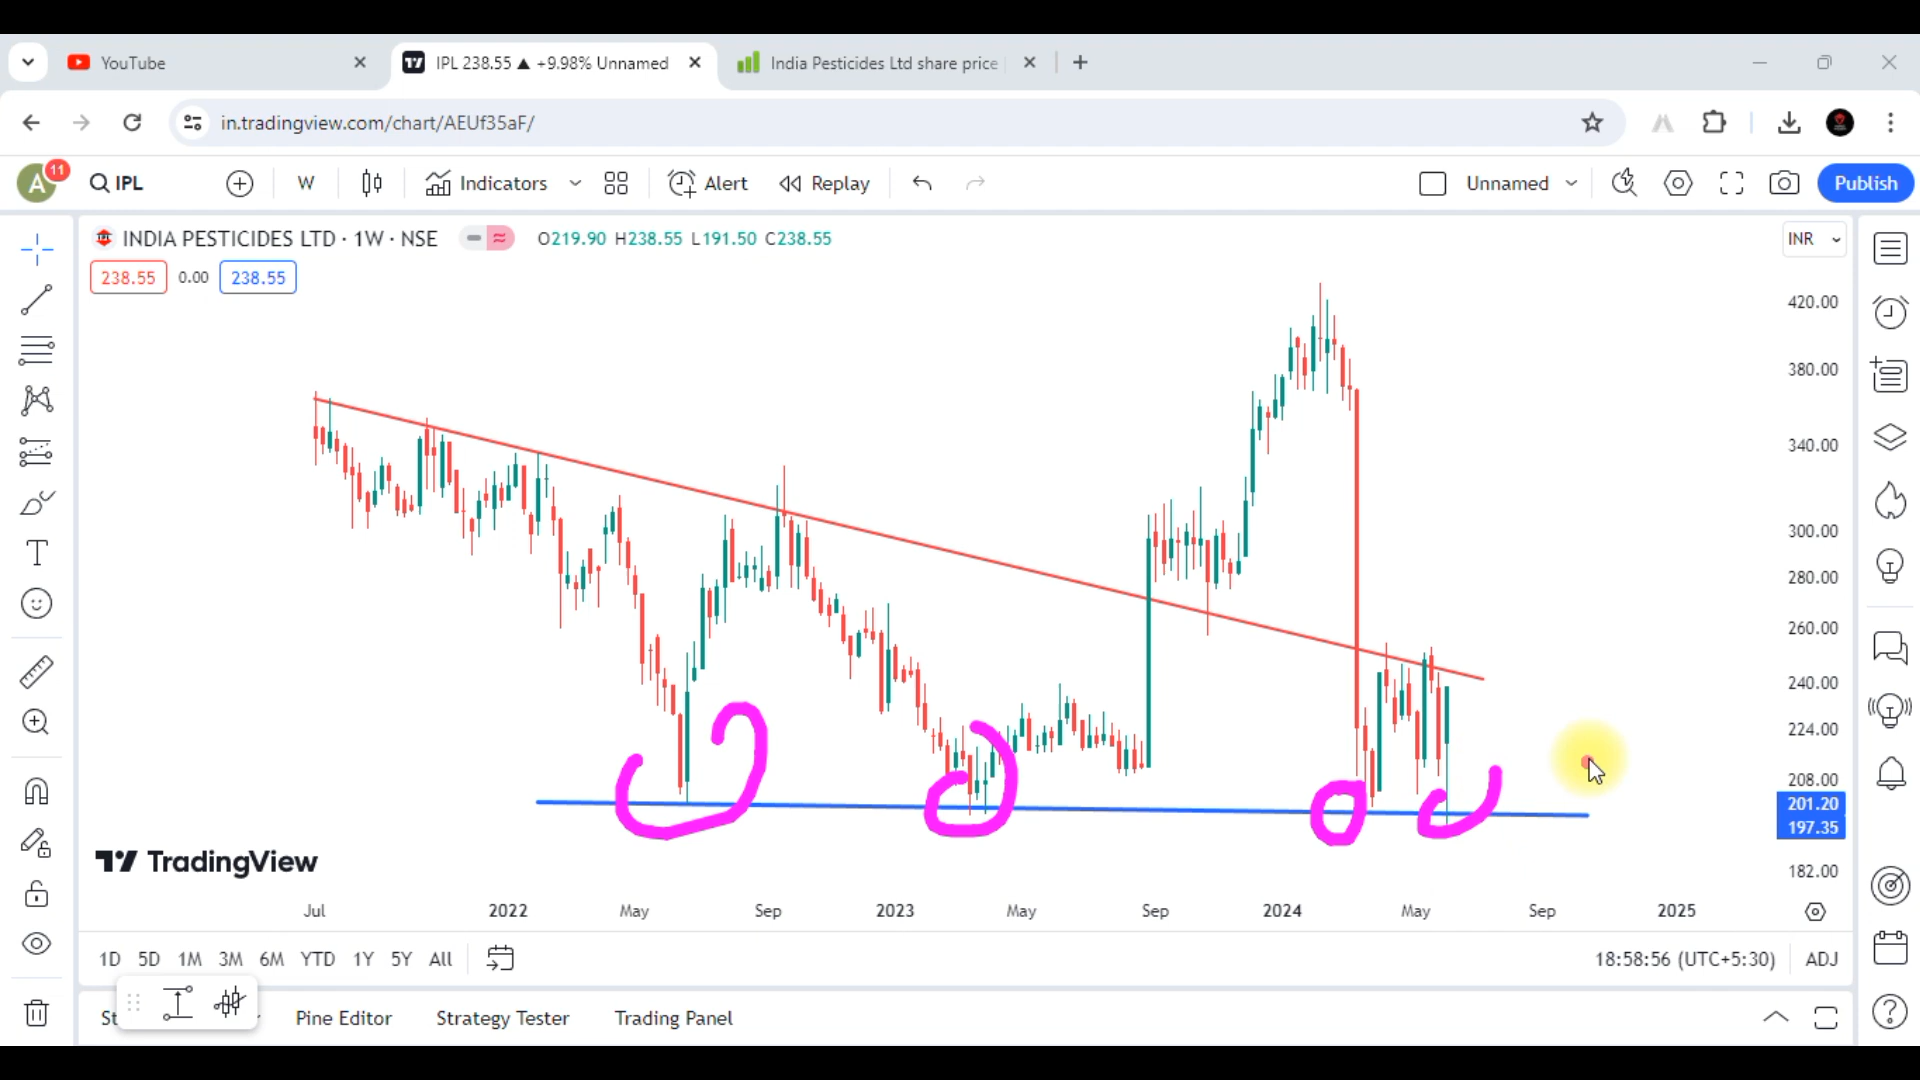 YouTube
IPL 238.55 ▲ +9.98% Unnamed
India Pesticides Ltd share price
in.tradingview.com/chart/AEUf35aF/
A 11
IPL
W
Indicators
Alert
Replay
Unnamed
Publish
INDIA PESTICIDES LTD · 1W · NSE
O219.90 H238.55 L191.50 C238.55
INR
238.55 0.00 238.55
420.00
380.00
340.00
300.00
280.00
260.00
240.00
224.00
208.00
201.20
197.35
182.00
TradingView
Jul 2022 May Sep 2023 May Sep 2024 May Sep 2025
1D 5D 1M 3M 6M YTD 1Y 5Y All
18:58:56 (UTC+5:30) ADJ
Pine Editor Strategy Tester Trading Panel